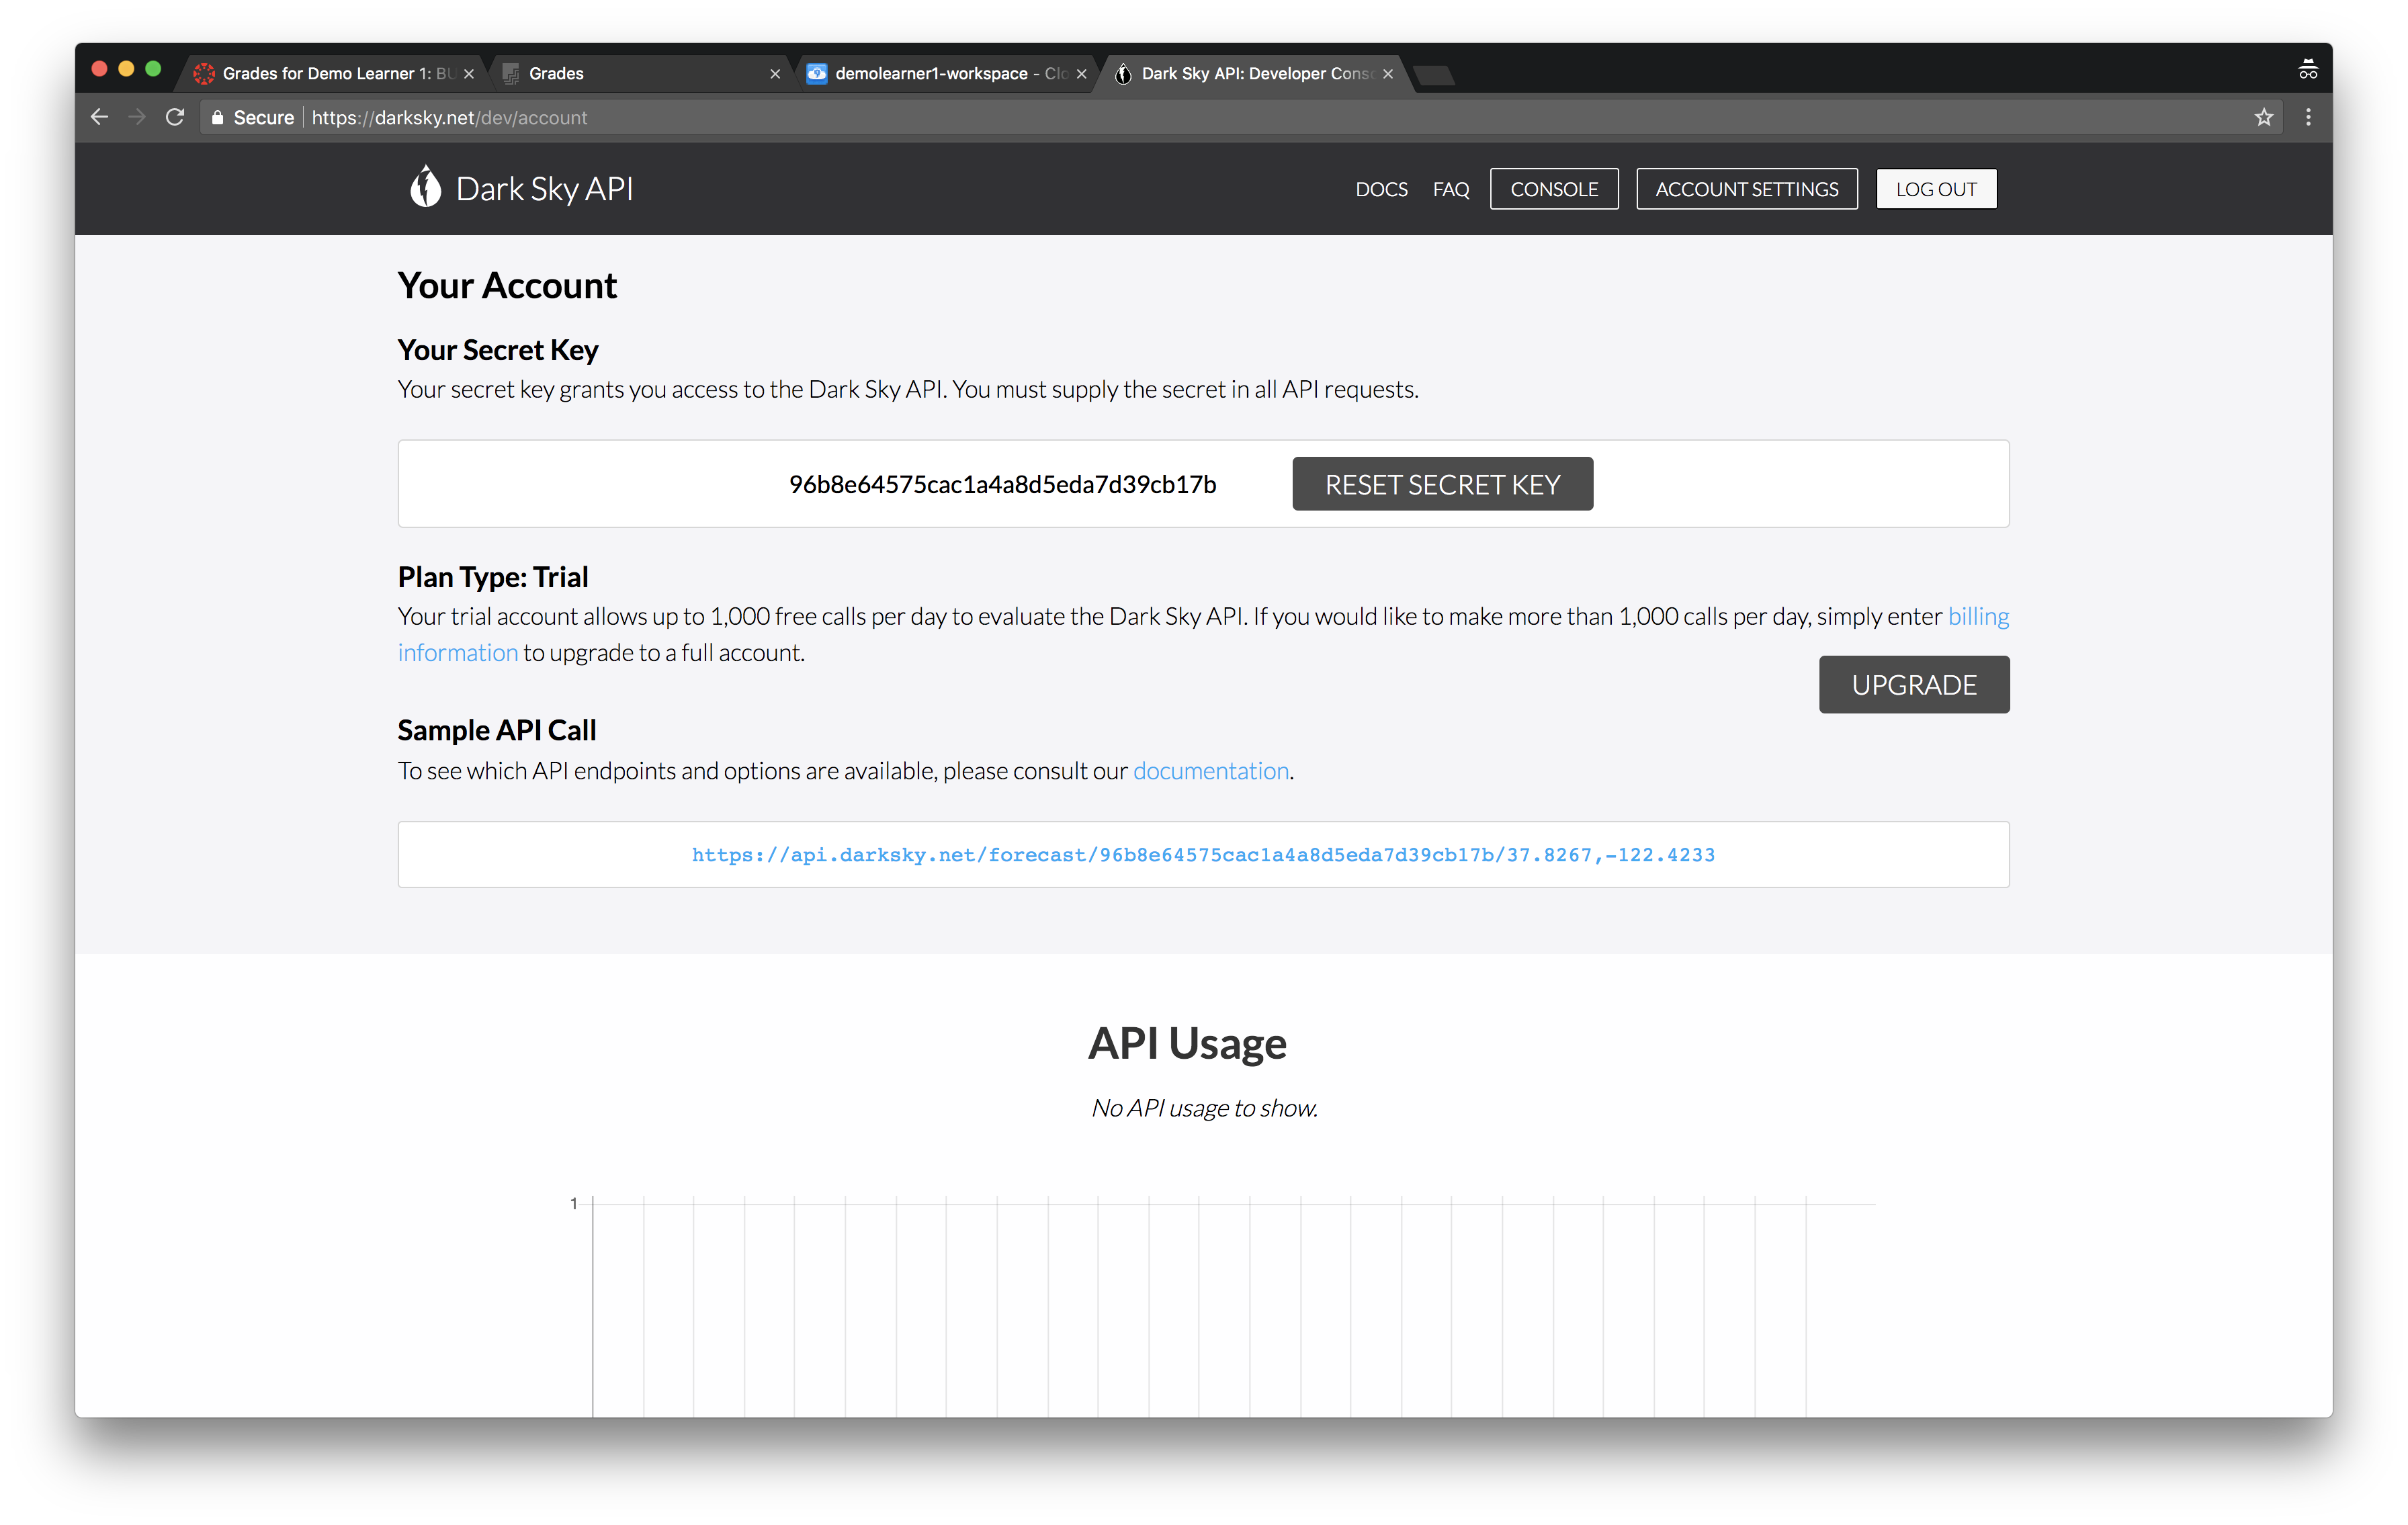 Grades for Demo Learner 1: BU
Grades
demolearner1-workspace - Clo
Dark Sky API: Developer Conso
Secure
https://darksky.net/dev/account
Dark Sky API
DOCS
FAQ
CONSOLE
ACCOUNT SETTINGS
LOG OUT
Your Account
Your Secret Key
Your secret key grants you access to the Dark Sky API. You must supply the secret in all API requests.
96b8e64575cac1a4a8d5eda7d39cb17b
RESET SECRET KEY
Plan Type: Trial
Your trial account allows up to 1,000 free calls per day to evaluate the Dark Sky API. If you would like to make more than 1,000 calls per day, simply enter billing
information to upgrade to a full account.
UPGRADE
Sample API Call
To see which API endpoints and options are available, please consult our documentation.
https://api.darksky.net/forecast/96b8e64575cac1a4a8d5eda7d39cb17b/37.8267,-122.4233
API Usage
No API usage to show.
1